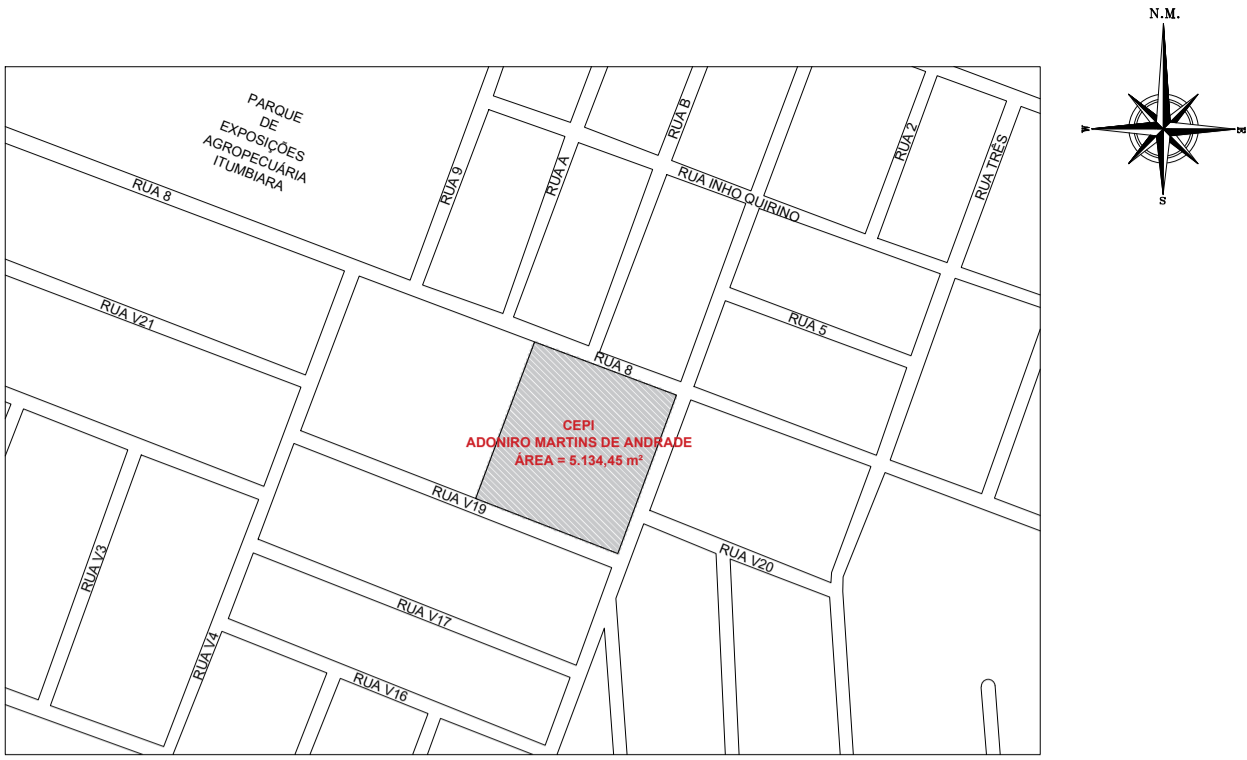 N.M.
W
E
S
PARQUE
DE
EXPOSIÇÕES
AGROPECUÁRIA
ITUMBIARA
RUA B
RUA 2
RUA TRÊS
RUA A
RUA 9
RUA INHO QUIRINO
RUA 8
RUA V21
RUA 5
RUA 8
CEPI
ADONIRO MARTINS DE ANDRADE
ÁREA = 5.134,45 m²
RUA V19
RUA V20
RUA V3
RUA V17
RUA V4
RUA V16